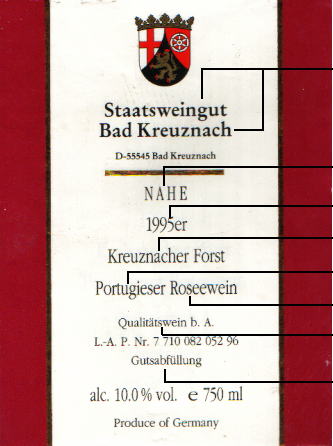 Staatsweingut
Bad Kreuznach
D-55545 Bad Kreuznach
NAHE
1995er
Kreuznacher Forst
Portugieser Roseewein
Qualitätswein b. A.
L.-A. P. Nr. 7 710 082 052 96
Gutsabfüllung
alc. 10.0 % vol. e 750 ml
Produce of Germany